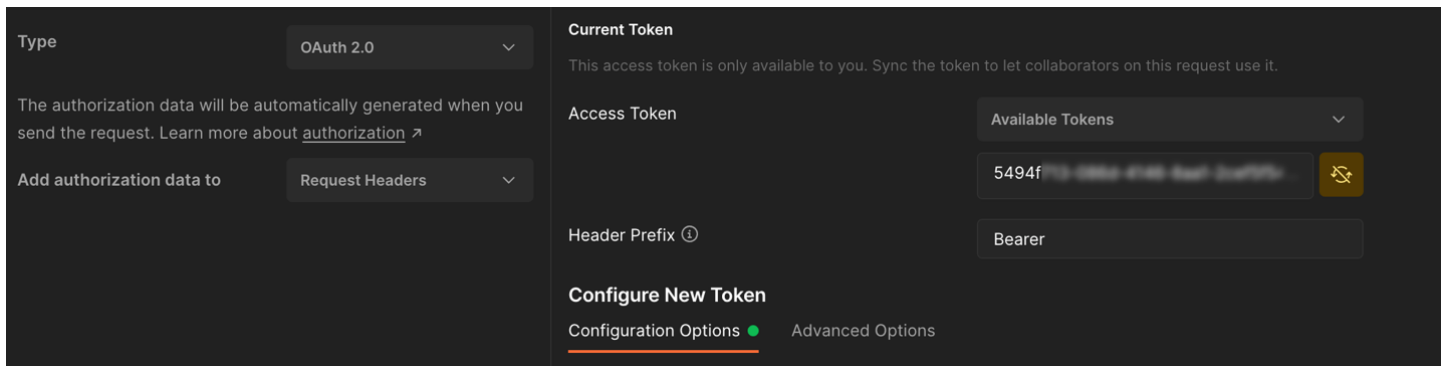 Type
OAuth 2.0
The authorization data will be automatically generated when you
send the request. Learn more about authorization ↗
Add authorization data to
Request Headers
Current Token
This access token is only available to you. Sync the token to let collaborators on this request use it.
Access Token
Available Tokens
5494f
Header Prefix
Bearer
Configure New Token
Configuration Options
Advanced Options